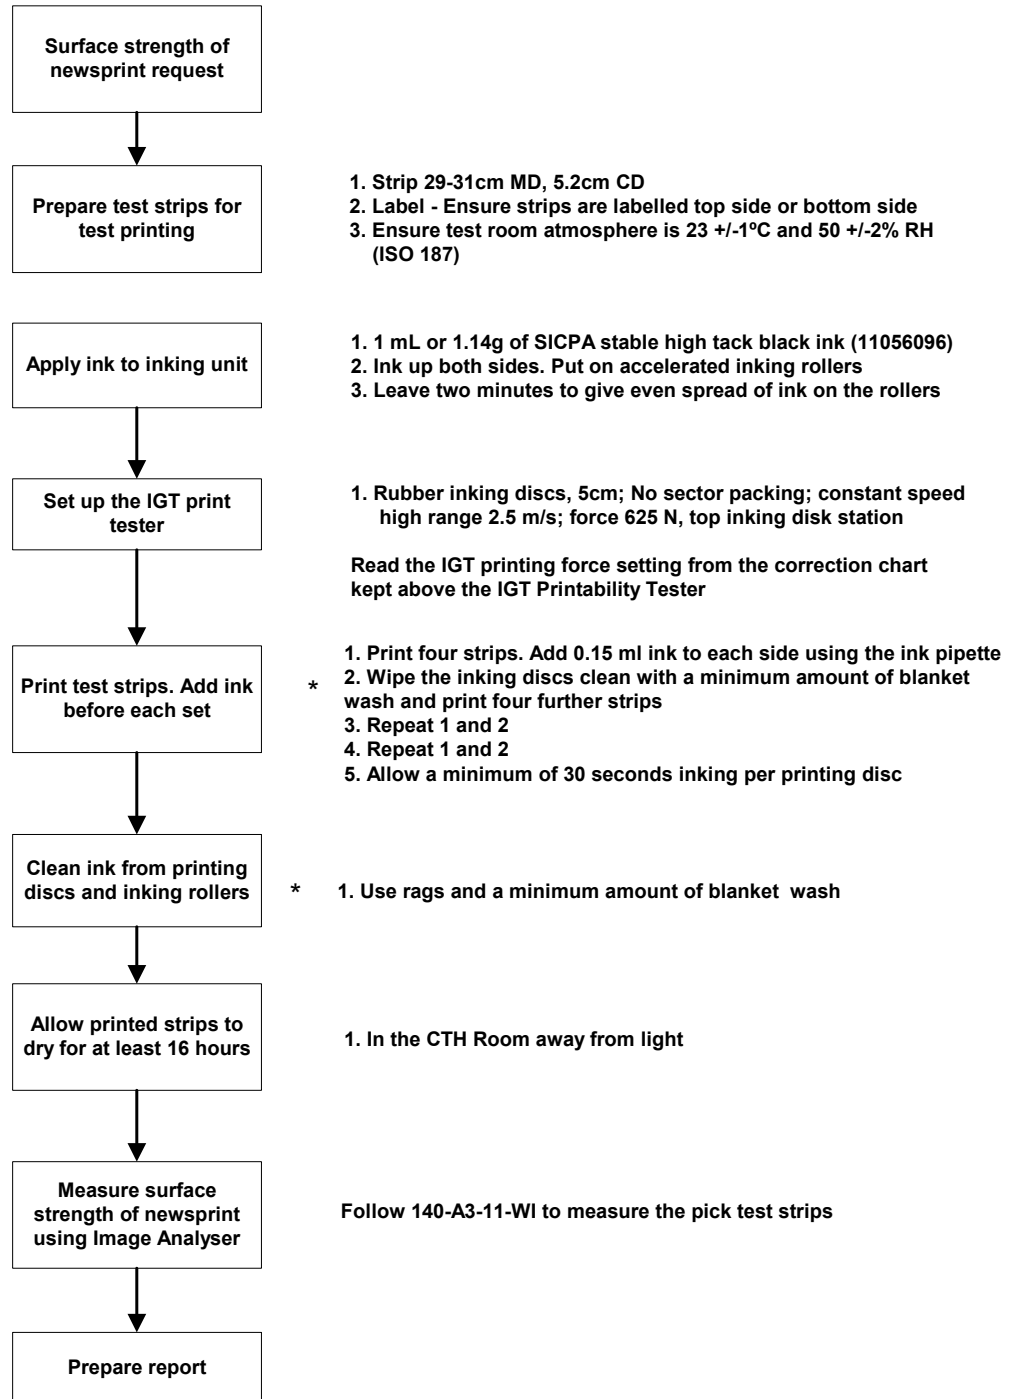 Surface strength of
newsprint request
Prepare test strips for
test printing
1. Strip 29-31cm MD, 5.2cm CD
2. Label - Ensure strips are labelled top side or bottom side
3. Ensure test room atmosphere is 23 +/-1ºC and 50 +/-2% RH
(ISO 187)
Apply ink to inking unit
1. 1 mL or 1.14g of SICPA stable high tack black ink (11056096)
2. Ink up both sides. Put on accelerated inking rollers
3. Leave two minutes to give even spread of ink on the rollers
Set up the IGT print
tester
1. Rubber inking discs, 5cm; No sector packing; constant speed
high range 2.5 m/s; force 625 N, top inking disk station
Read the IGT printing force setting from the correction chart
kept above the IGT Printability Tester
Print test strips. Add ink
before each set
*
1. Print four strips. Add 0.15 ml ink to each side using the ink pipette
2. Wipe the inking discs clean with a minimum amount of blanket
wash and print four further strips
3. Repeat 1 and 2
4. Repeat 1 and 2
5. Allow a minimum of 30 seconds inking per printing disc
Clean ink from printing
discs and inking rollers
*
1. Use rags and a minimum amount of blanket wash
Allow printed strips to
dry for at least 16 hours
1. In the CTH Room away from light
Measure surface
strength of newsprint
using Image Analyser
Follow 140-A3-11-WI to measure the pick test strips
Prepare report